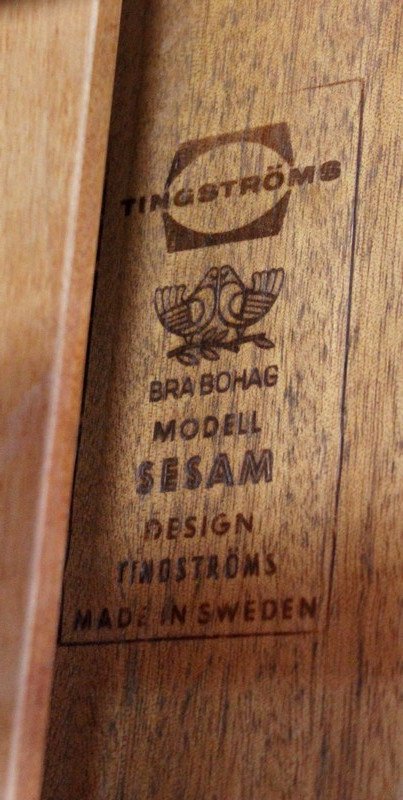 TINGSTRÖMS
BRA BOHAG
MODELL
SESAM
DESIGN
TINGSTRÖMS
MADE IN SWEDEN